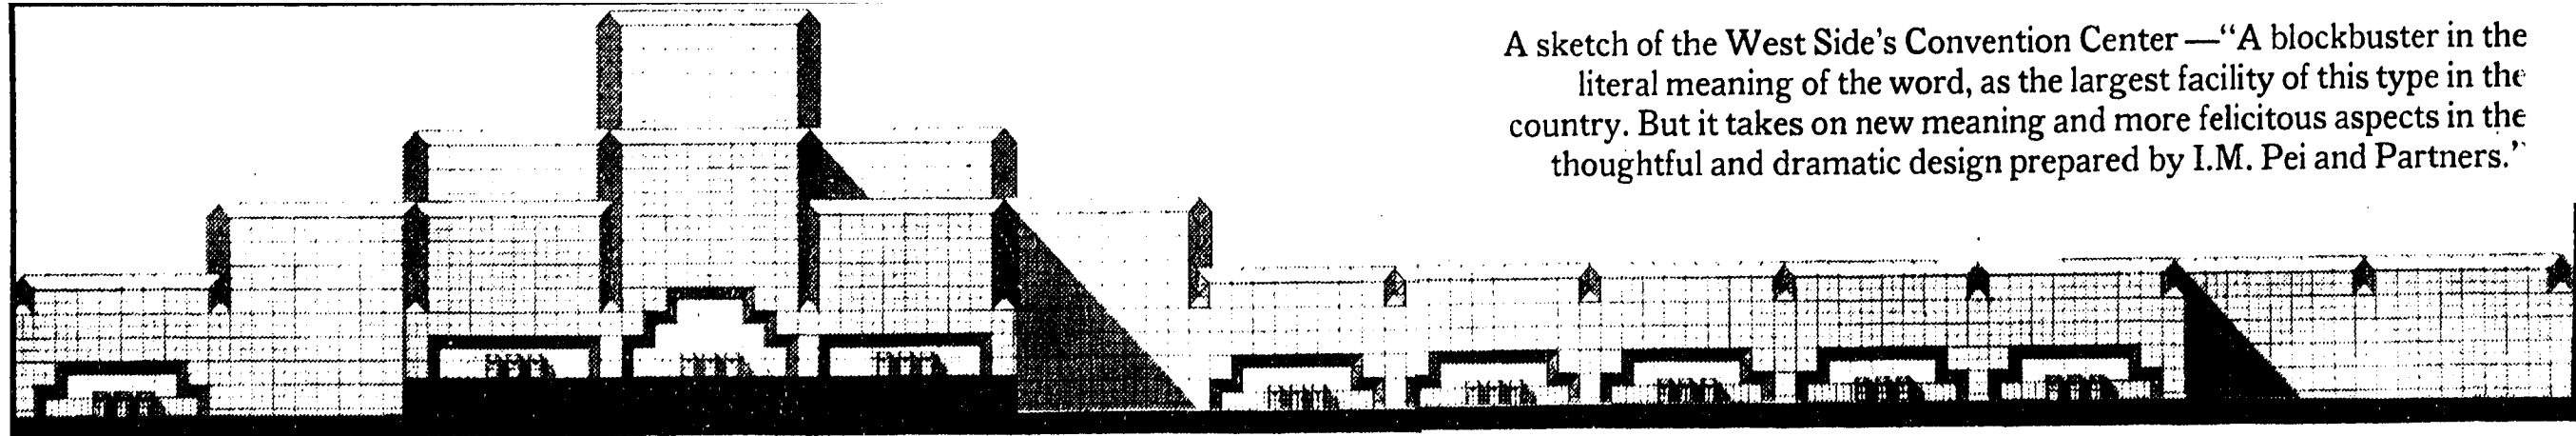 A sketch of the West Side's Convention Center —“A blockbuster in the
literal meaning of the word, as the largest facility of this type in the
country. But it takes on new meaning and more felicitous aspects in the
thoughtful and dramatic design prepared by I.M. Pei and Partners.”